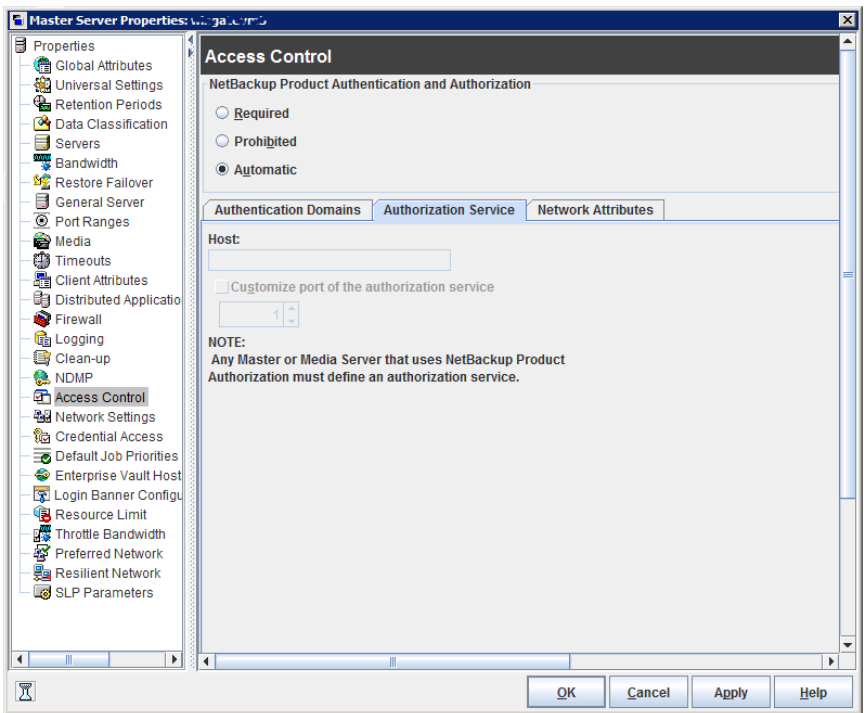 Master Server Properties:
Properties
Global Attributes
Universal Settings
Retention Periods
Data Classification
Servers
Bandwidth
Restore Failover
General Server
Port Ranges
Media
Timeouts
Client Attributes
Distributed Applicatio
Firewall
Logging
Clean-up
NDMP
Access Control
Network Settings
Credential Access
Default Job Priorities
Enterprise Vault Host
Login Banner Configu
Resource Limit
Throttle Bandwidth
Preferred Network
Resilient Network
SLP Parameters
Access Control
NetBackup Product Authentication and Authorization
Required
Prohibited
Automatic
Authentication Domains Authorization Service Network Attributes
Host:
Customize port of the authorization service
1
NOTE:
Any Master or Media Server that uses NetBackup Product
Authorization must define an authorization service.
OK Cancel Apply Help